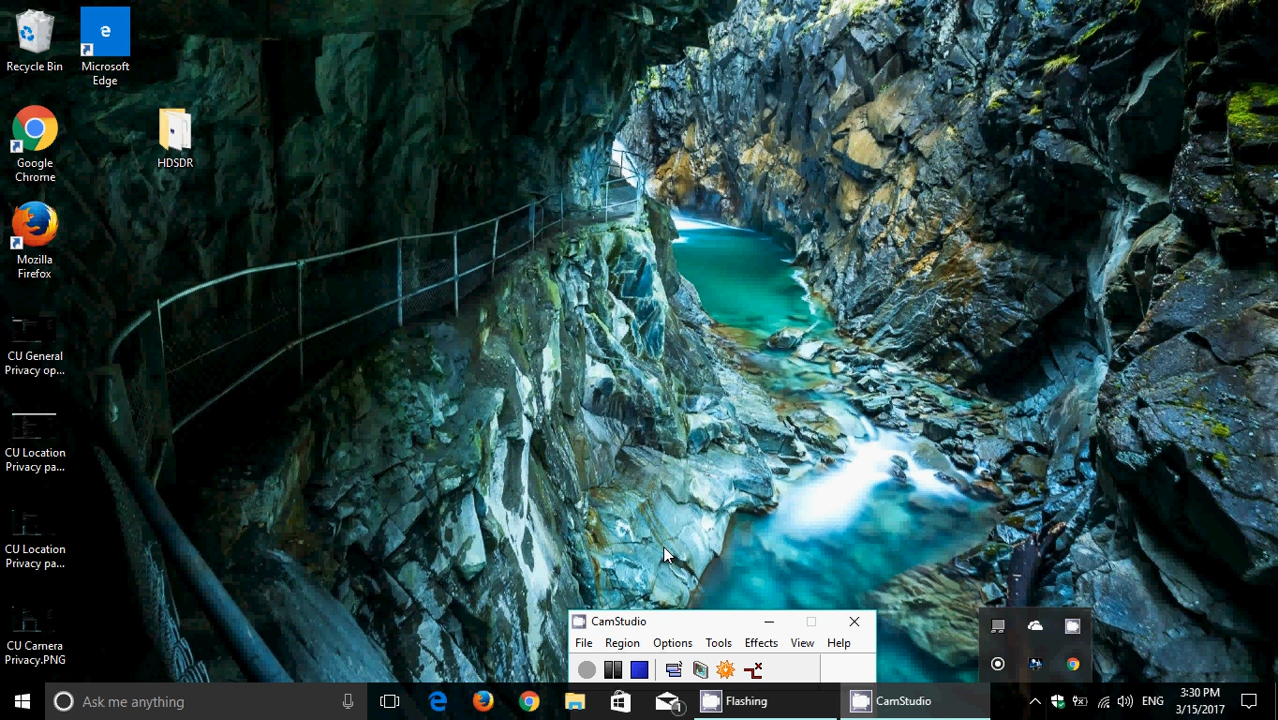 Recycle Bin
Microsoft
Edge
Google
Chrome
HDSDR
Mozilla
Firefox
CU General
Privacy op...
CU Location
Privacy pa...
CU Location
Privacy pa...
CU Camera
Privacy.PNG
CamStudio
File Region Options Tools Effects View Help
Ask me anything
1
Flashing
CamStudio
ENG
3:30 PM
3/15/2017